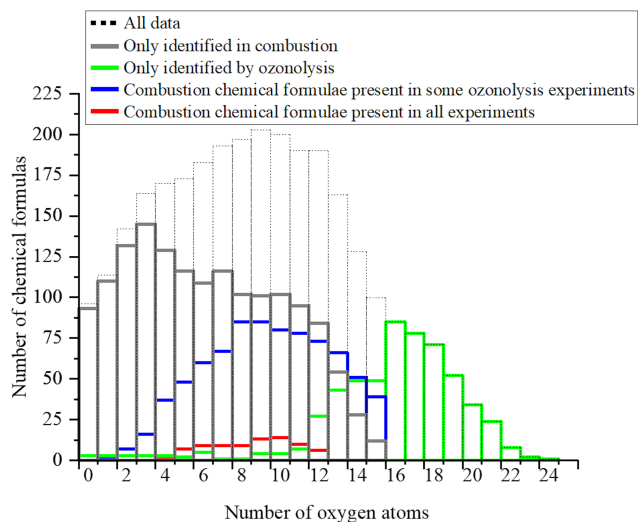 All data
Only identified in combustion
Only identified by ozonolysis
Combustion chemical formulae present in some ozonolysis experiments
Combustion chemical formulae present in all experiments
225
200
175
150
125
100
75
50
25
0
Number of chemical formulas
0 2 4 6 8 10 12 14 16 18 20 22 24
Number of oxygen atoms